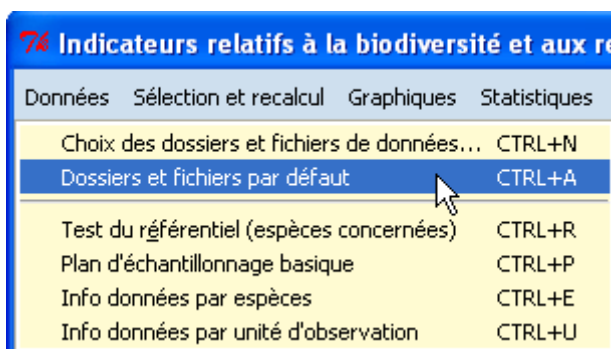 Indicateurs relatifs à la biodiversité et aux re
Données Sélection et recalcul Graphiques Statistiques
Choix des dossiers et fichiers de données... CTRL+N
Dossiers et fichiers par défaut CTRL+A
Test du référentiel (espèces concernées) CTRL+R
Plan d'échantillonnage basique CTRL+P
Info données par espèces CTRL+E
Info données par unité d'observation CTRL+U